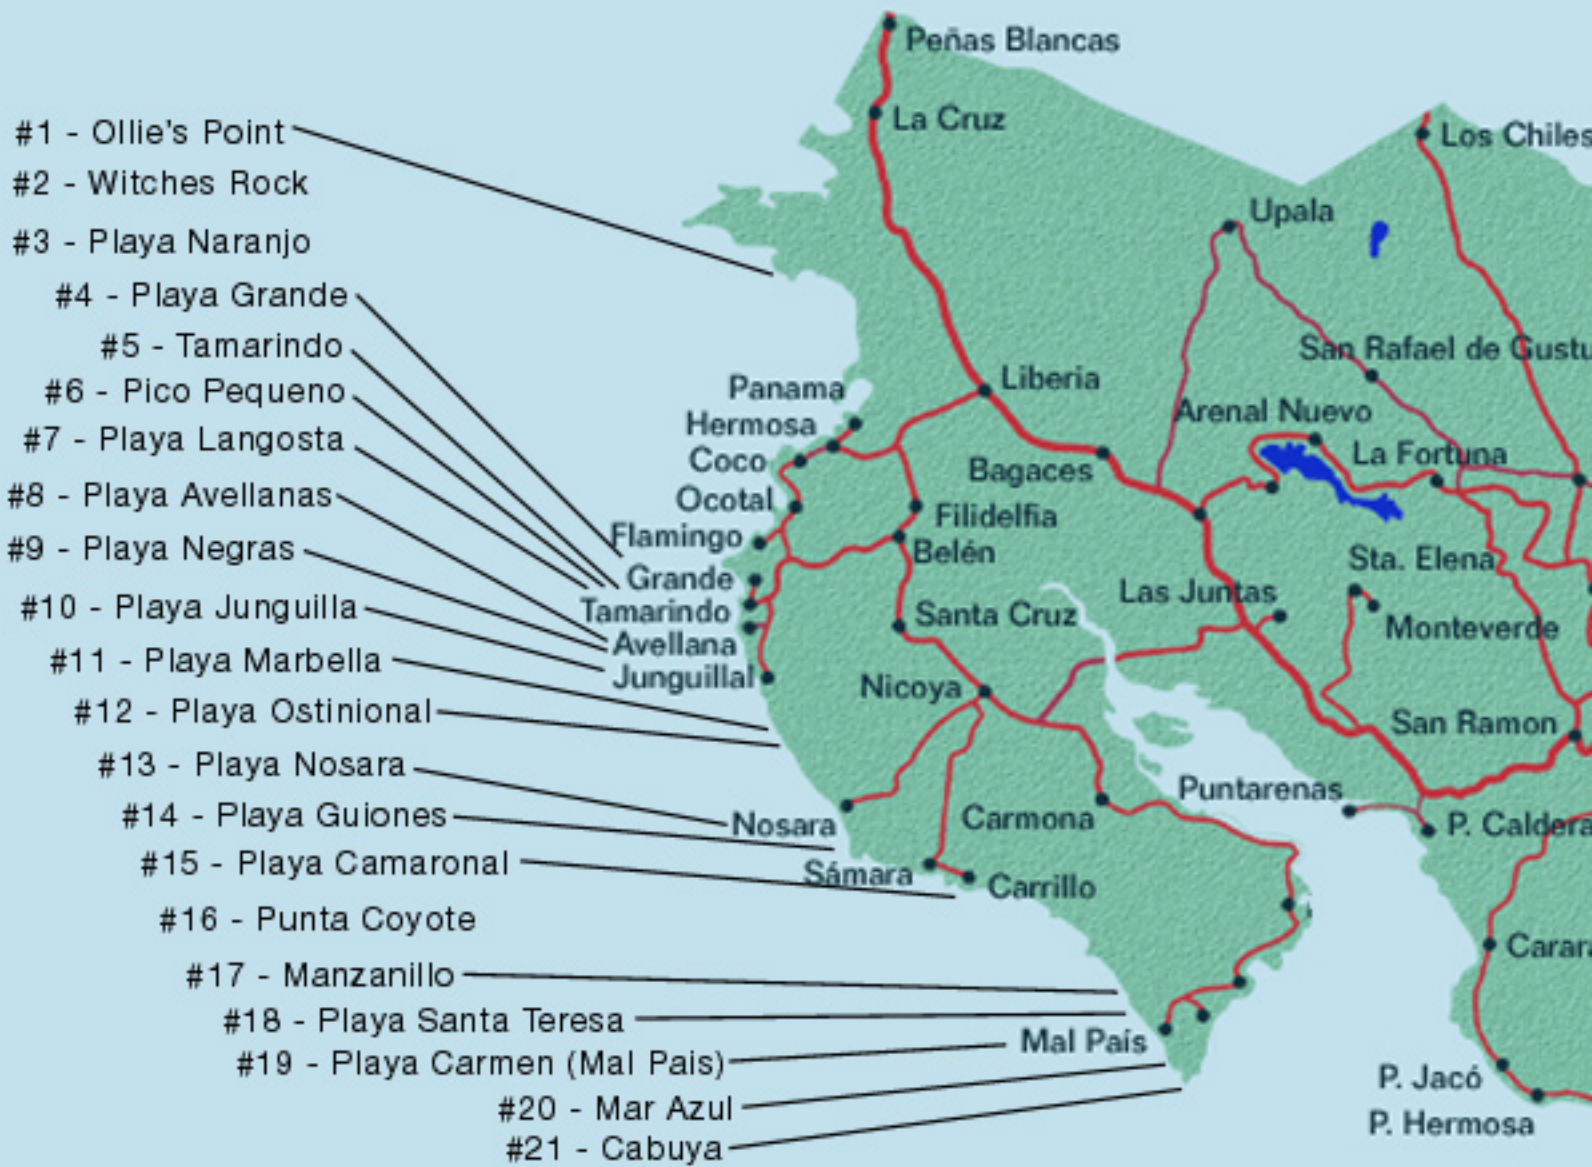 #1 - Ollie's Point
#2 - Witches Rock
#3 - Playa Naranjo
#4 - Playa Grande
#5 - Tamarindo
#6 - Pico Pequeno
#7 - Playa Langosta
#8 - Playa Avellanas
#9 - Playa Negras
#10 - Playa Junguilla
#11 - Playa Marbella
#12 - Playa Ostinional
#13 - Playa Nosara
#14 - Playa Guiones
#15 - Playa Camaronal
#16 - Punta Coyote
#17 - Manzanillo
#18 - Playa Santa Teresa
#19 - Playa Carmen (Mal Pais)
#20 - Mar Azul
#21 - Cabuya
Peñas Blancas
La Cruz
Los Chiles
Upala
San Rafael de Gustu
Liberia
Panama
Hermosa
Arenal Nuevo
Coco
Bagaces
La Fortuna
Ocotal
Filidelfia
Flamingo
Belén
Sta. Elena
Grande
Las Juntas
Tamarindo
Santa Cruz
Monteverde
Avellana
Junguillal
Nicoya
San Ramon
Puntarenas
Nosara
Carmona
P. Caldera
Sámara
Carrillo
Carara
Mal País
P. Jacó
P. Hermosa